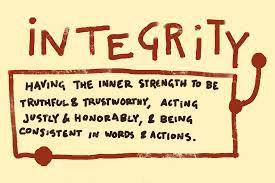 INTEGRITY
HAVING THE INNER STRENGTH TO BE
TRUTHFUL & TRUSTWORTHY, ACTING
JUSTLY & HONORABLY, & BEING
CONSISTENT IN WORDS & ACTIONS.